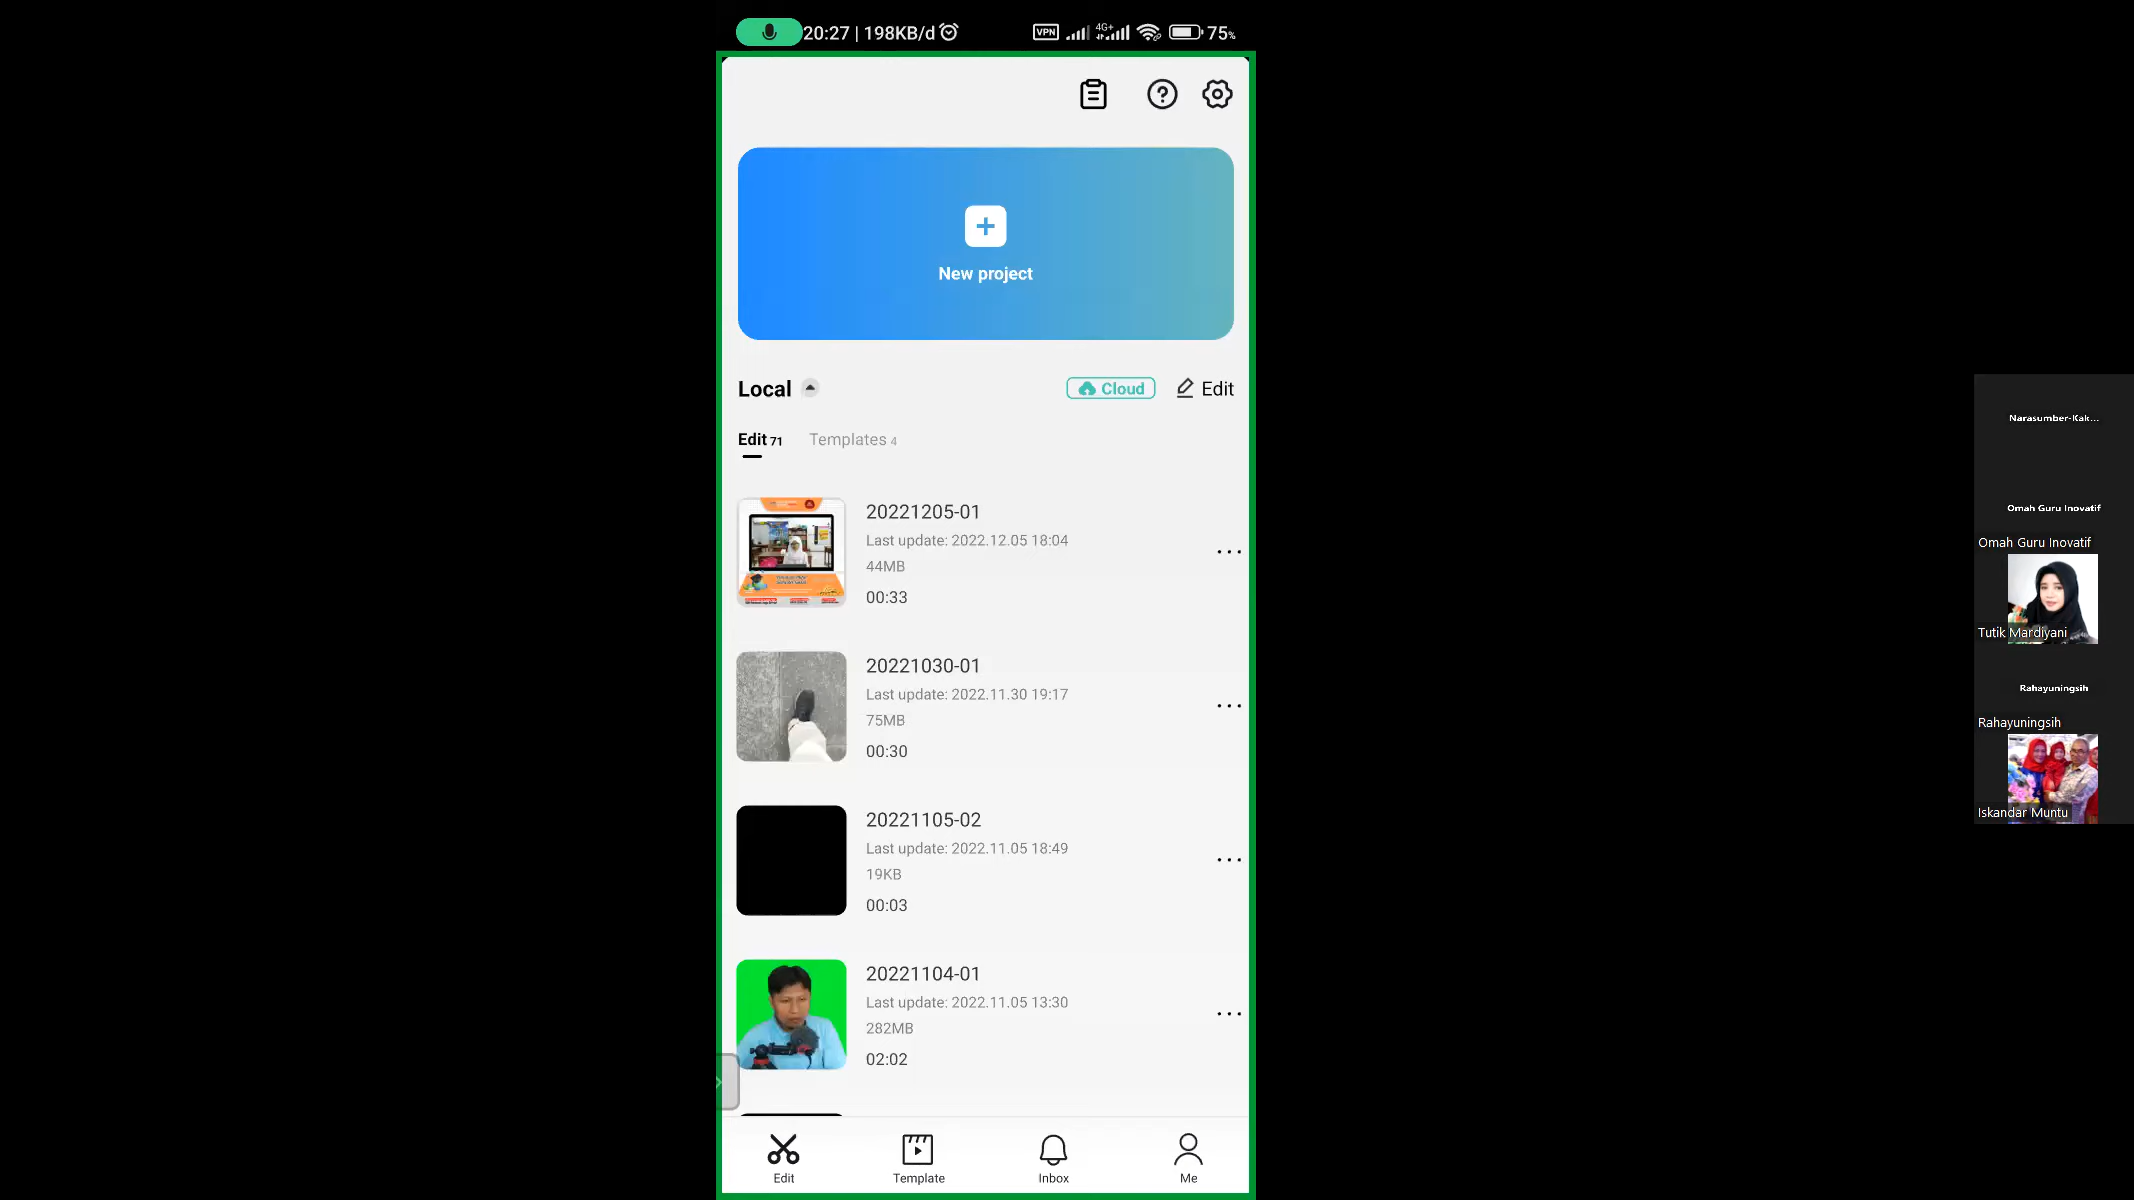 20:27 | 198KB/d
VPN
4G+
75%
New project
Local
Cloud
Edit
Edit 71
Templates 4
20221205-01
Last update: 2022.12.05 18:04
44MB
00:33
20221030-01
Last update: 2022.11.30 19:17
75MB
00:30
20221105-02
Last update: 2022.11.05 18:49
19KB
00:03
20221104-01
Last update: 2022.11.05 13:30
282MB
02:02
Edit
Template
Inbox
Me
Narasumber-Kak...
Omah Guru Inovatif
Omah Guru Inovatif
Tutik Mardiyani
Rahayuningsih
Rahayuningsih
Iskandar Muntu